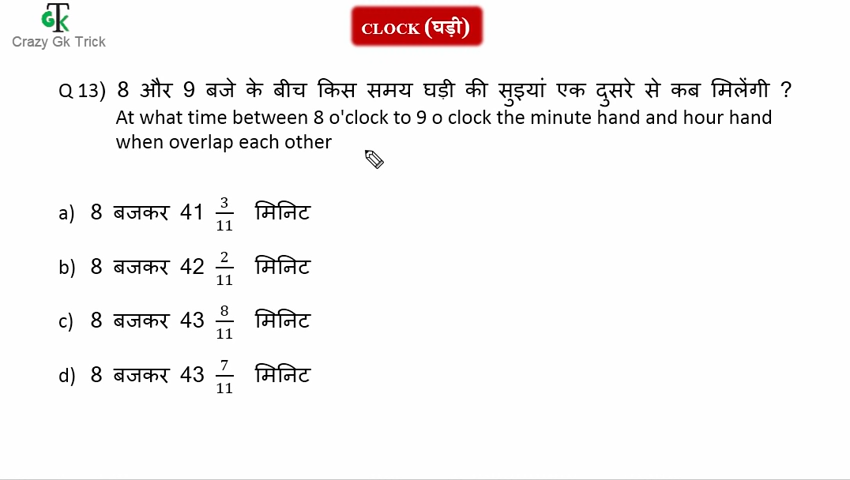 GTK
Crazy Gk Trick
CLOCK (घड़ी)
Q 13) 8 और 9 बजे के बीच किस समय घड़ी की सुइयां एक दुसरे से कब मिलेंगी ?
At what time between 8 o'clock to 9 o clock the minute hand and hour hand
when overlap each other
a) 8 बजकर 41 3/11 मिनिट
b) 8 बजकर 42 2/11 मिनिट
c) 8 बजकर 43 8/11 मिनिट
d) 8 बजकर 43 7/11 मिनिट